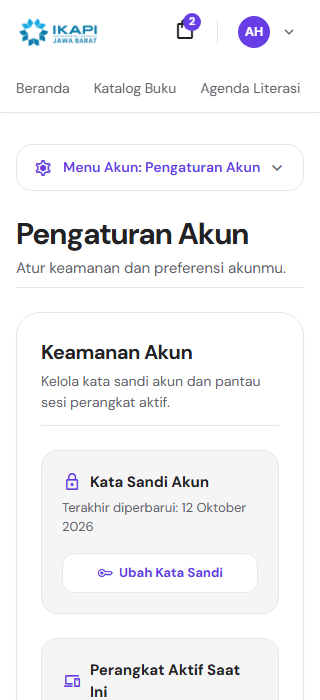 IKAPI
JAWA BARAT
2
AH
Beranda
Katalog Buku
Agenda Literasi
Menu Akun: Pengaturan Akun
Pengaturan Akun
Atur keamanan dan preferensi akunmu.
Keamanan Akun
Kelola kata sandi akun dan pantau
sesi perangkat aktif.
Kata Sandi Akun
Terakhir diperbarui: 12 Oktober
2026
Ubah Kata Sandi
Perangkat Aktif Saat
Ini